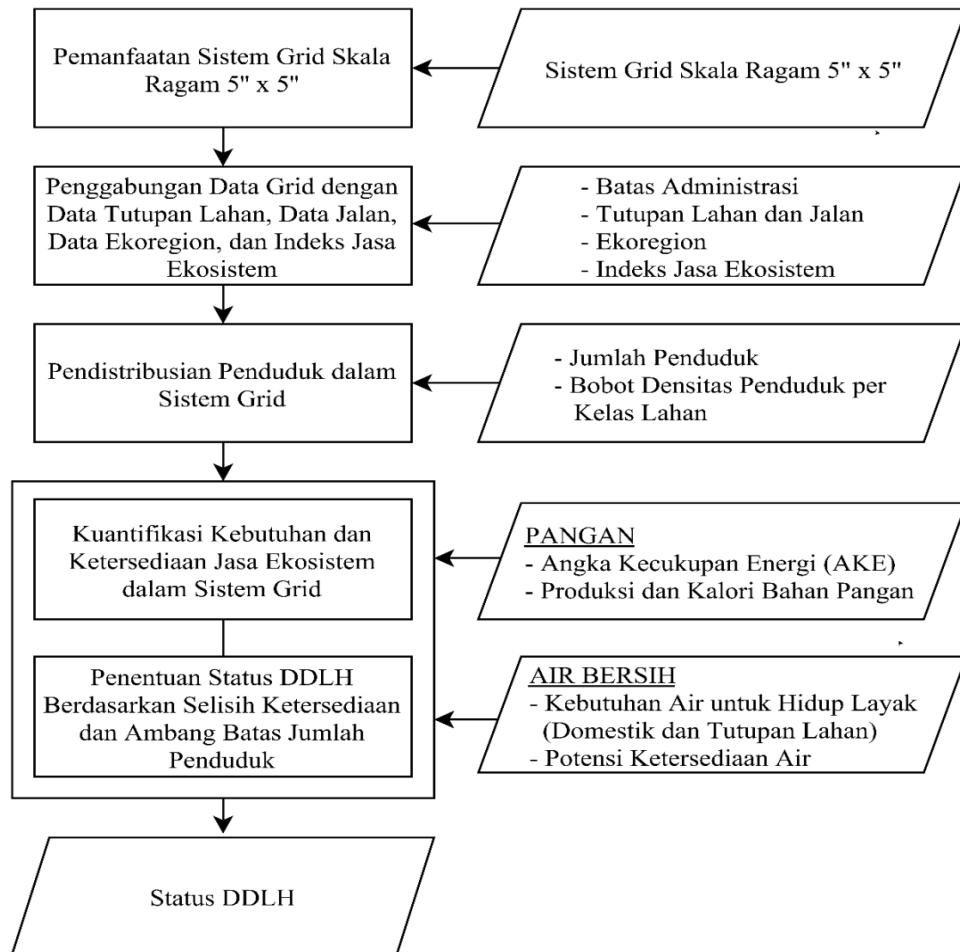 Pemanfaatan Sistem Grid Skala
Ragam 5" x 5"
Sistem Grid Skala Ragam 5" x 5"
Penggabungan Data Grid dengan
Data Tutupan Lahan, Data Jalan,
Data Ekoregion, dan Indeks Jasa
Ekosistem
- Batas Administrasi
- Tutupan Lahan dan Jalan
- Ekoregion
- Indeks Jasa Ekosistem
Pendistribusian Penduduk dalam
Sistem Grid
- Jumlah Penduduk
- Bobot Densitas Penduduk per
Kelas Lahan
Kuantifikasi Kebutuhan dan
Ketersediaan Jasa Ekosistem
dalam Sistem Grid
PANGAN
- Angka Kecukupan Energi (AKE)
- Produksi dan Kalori Bahan Pangan
Penentuan Status DDLH
Berdasarkan Selisih Ketersediaan
dan Ambang Batas Jumlah
Penduduk
AIR BERSIH
- Kebutuhan Air untuk Hidup Layak
(Domestik dan Tutupan Lahan)
- Potensi Ketersediaan Air
Status DDLH